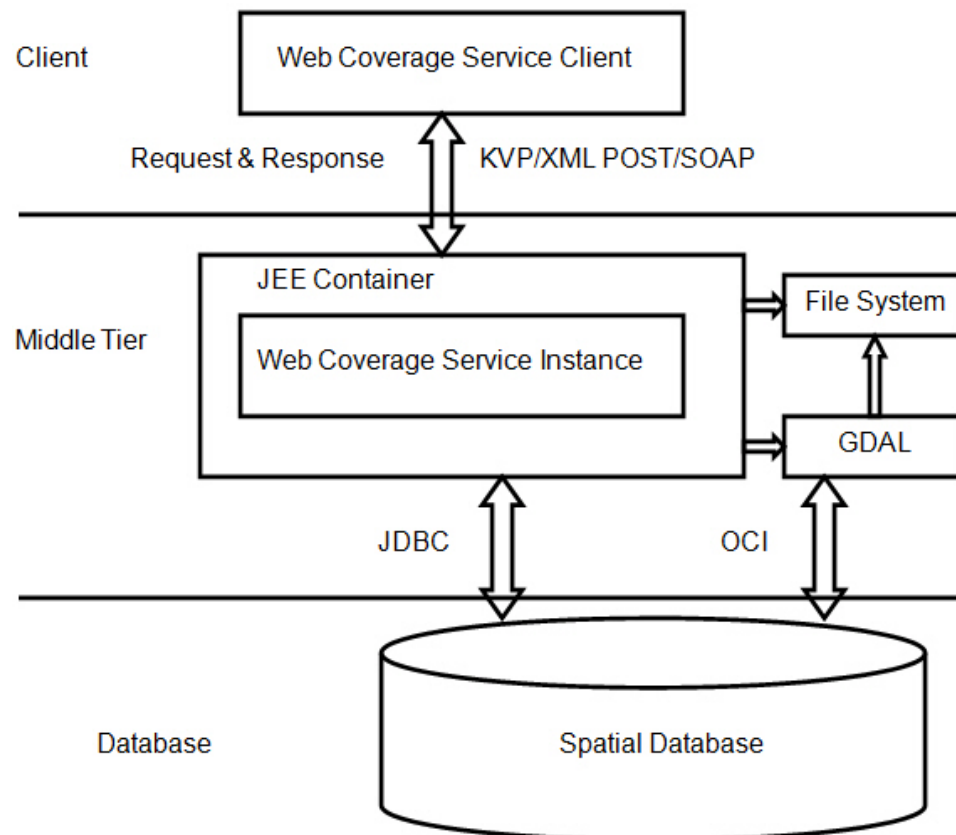 Client
Web Coverage Service Client
Request & Response
KVP/XML POST/SOAP
JEE Container
File System
Middle Tier
Web Coverage Service Instance
GDAL
JDBC
OCI
Database
Spatial Database